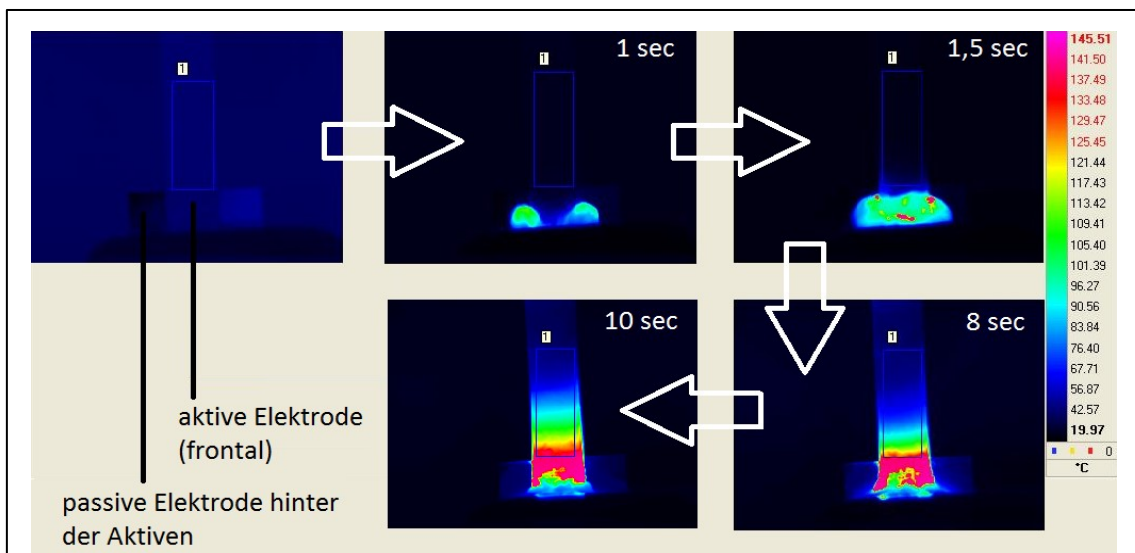 1
1 sec
1
1,5 sec
1
10 sec
1
8 sec
1
aktive Elektrode
(frontal)
passive Elektrode hinter
der Aktiven
145.51
141.50
137.49
133.48
129.47
125.45
121.44
117.43
113.42
109.41
105.40
101.39
96.27
90.56
83.84
76.40
67.71
56.87
42.57
19.97
0
°C